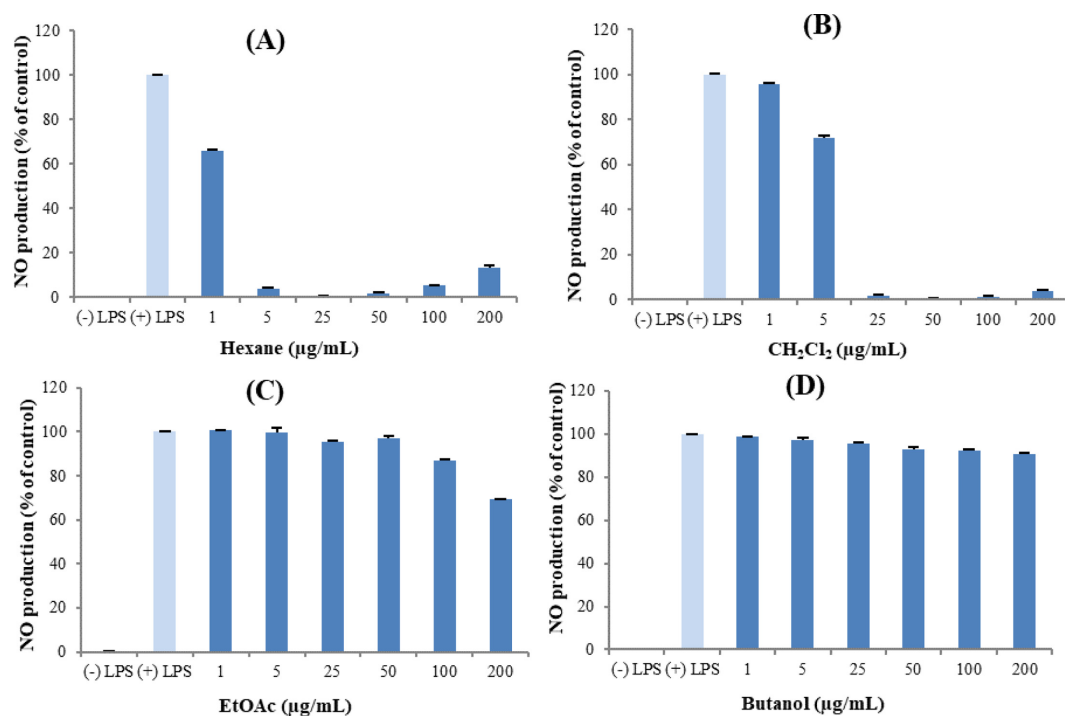 (A)
NO production (% of control)
120
100
80
60
40
20
0
(-) LPS (+) LPS 1 5 25 50 100 200
Hexane (µg/mL)
(B)
NO production (% of control)
120
100
80
60
40
20
0
(-) LPS (+) LPS 1 5 25 50 100 200
CH₂Cl₂ (µg/mL)
(C)
NO production (% of control)
120
100
80
60
40
20
0
(-) LPS (+) LPS 1 5 25 50 100 200
EtOAc (µg/mL)
(D)
NO production (% of control)
120
100
80
60
40
20
0
(-) LPS (+) LPS 1 5 25 50 100 200
Butanol (µg/mL)